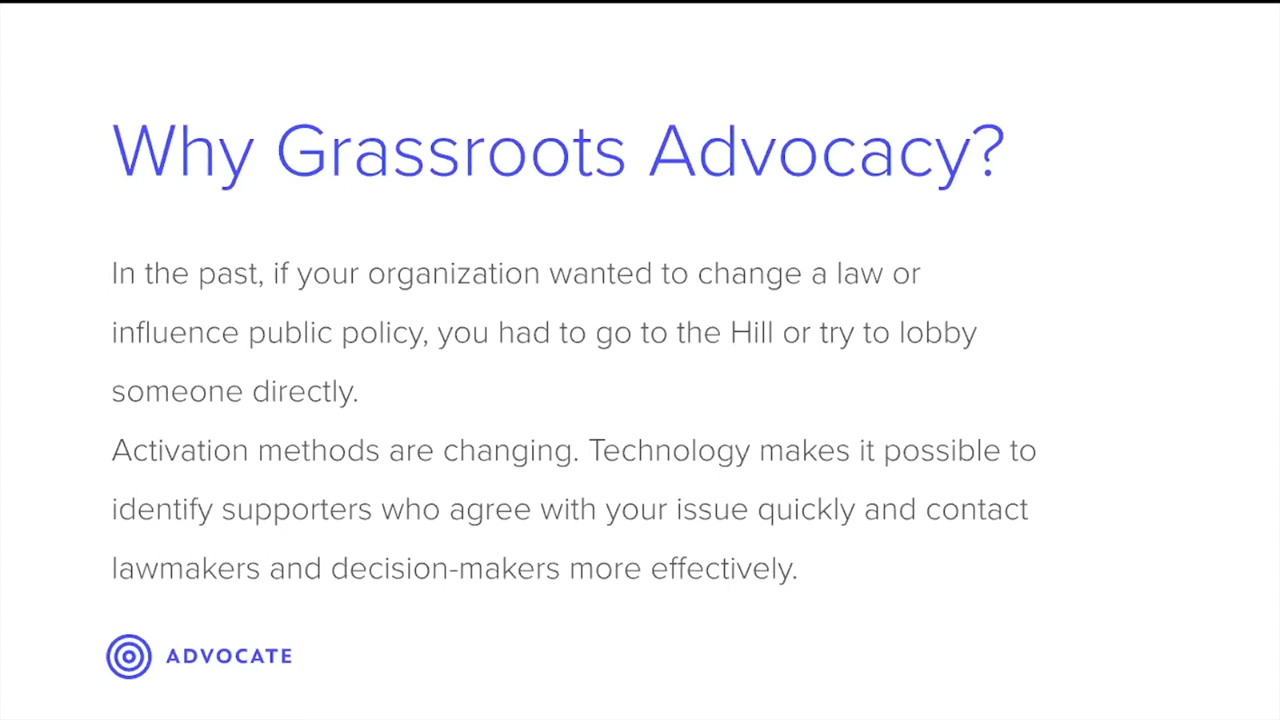 Why Grassroots Advocacy?
In the past, if your organization wanted to change a law or
influence public policy, you had to go to the Hill or try to lobby
someone directly.
Activation methods are changing. Technology makes it possible to
identify supporters who agree with your issue quickly and contact
lawmakers and decision-makers more effectively.
ADVOCATE